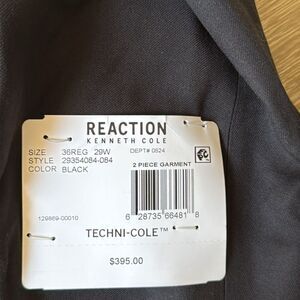 REACTION
KENNETH COLE
SIZE 36REG 29W DEPT# 0624
STYLE 29354084-084
COLOR BLACK 2 PIECE GARMENT
129869-00010 6 28735 66481 8
TECHNI-COLE™
$395.00